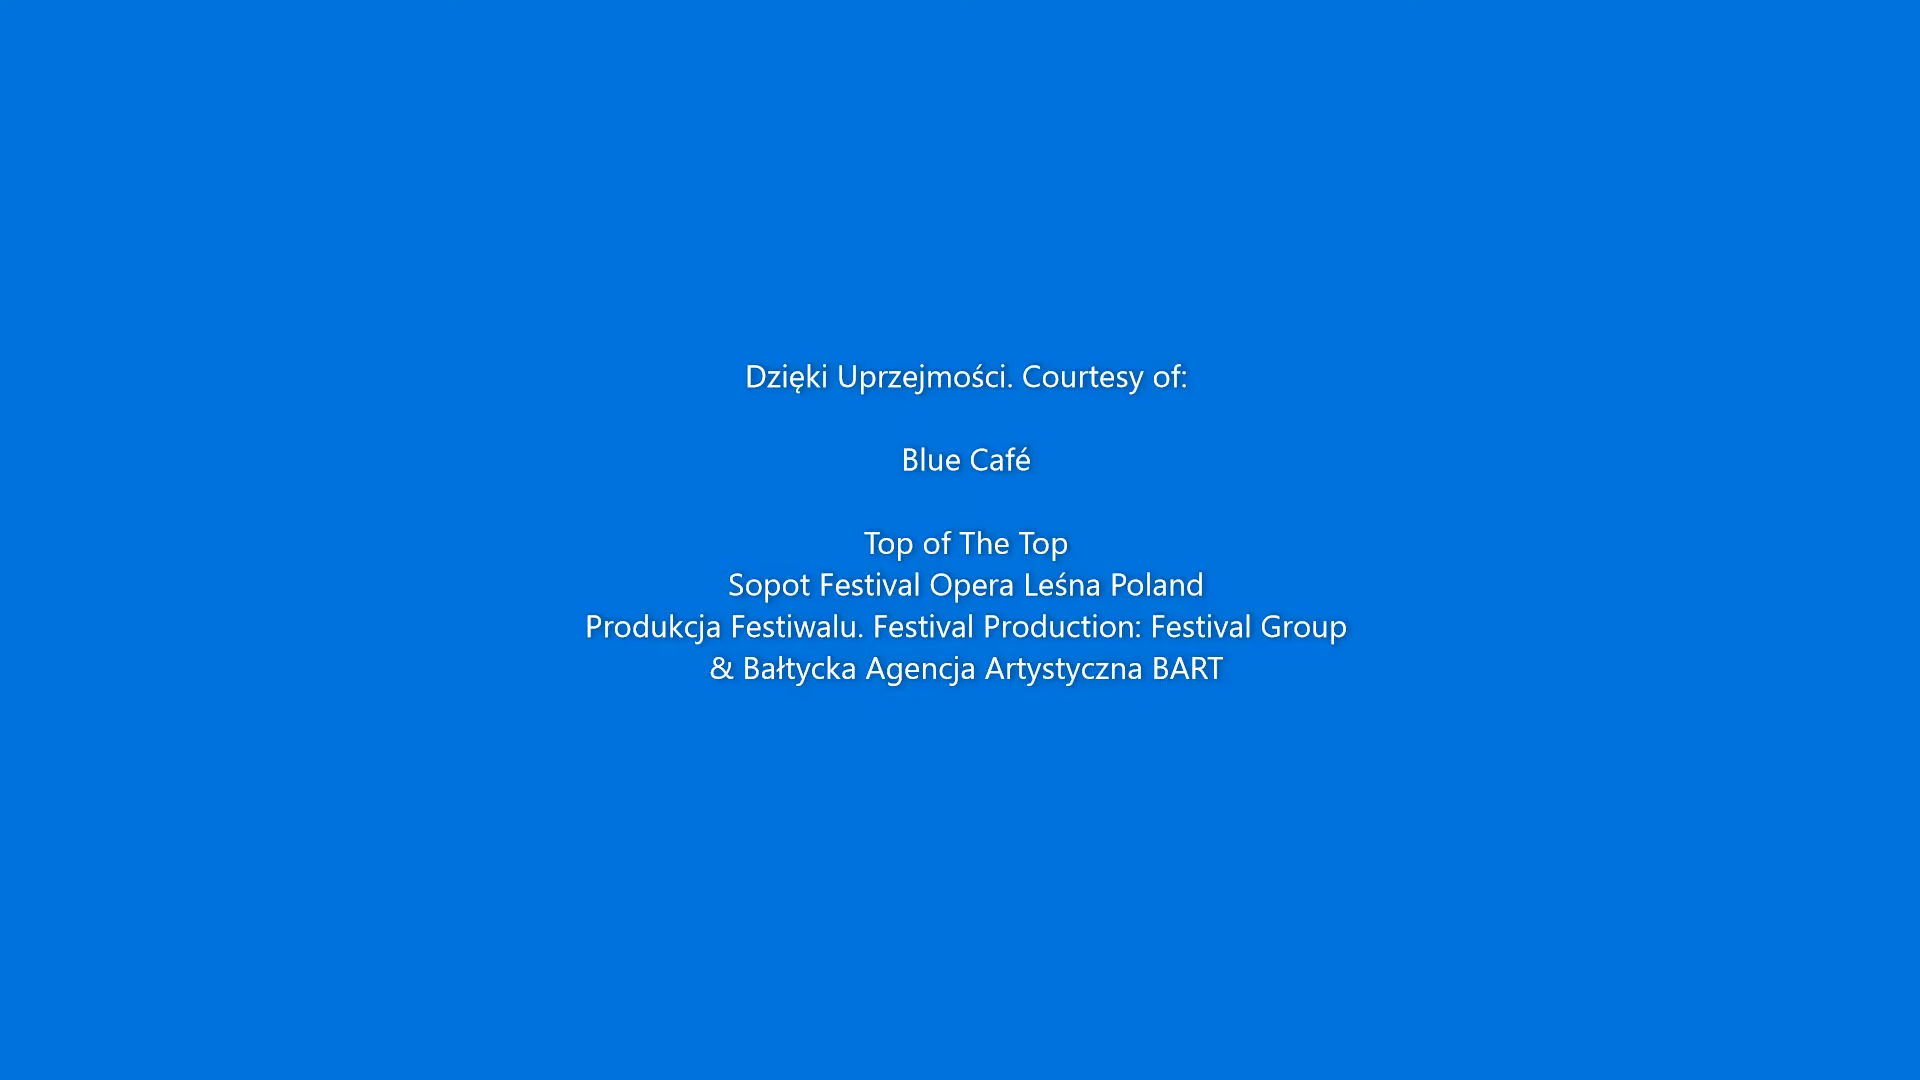 Dzięki Uprzejmości. Courtesy of:
Blue Café
Top of The Top
Sopot Festival Opera Leśna Poland
Produkcja Festiwalu. Festival Production: Festival Group
& Bałtycka Agencja Artystyczna BART